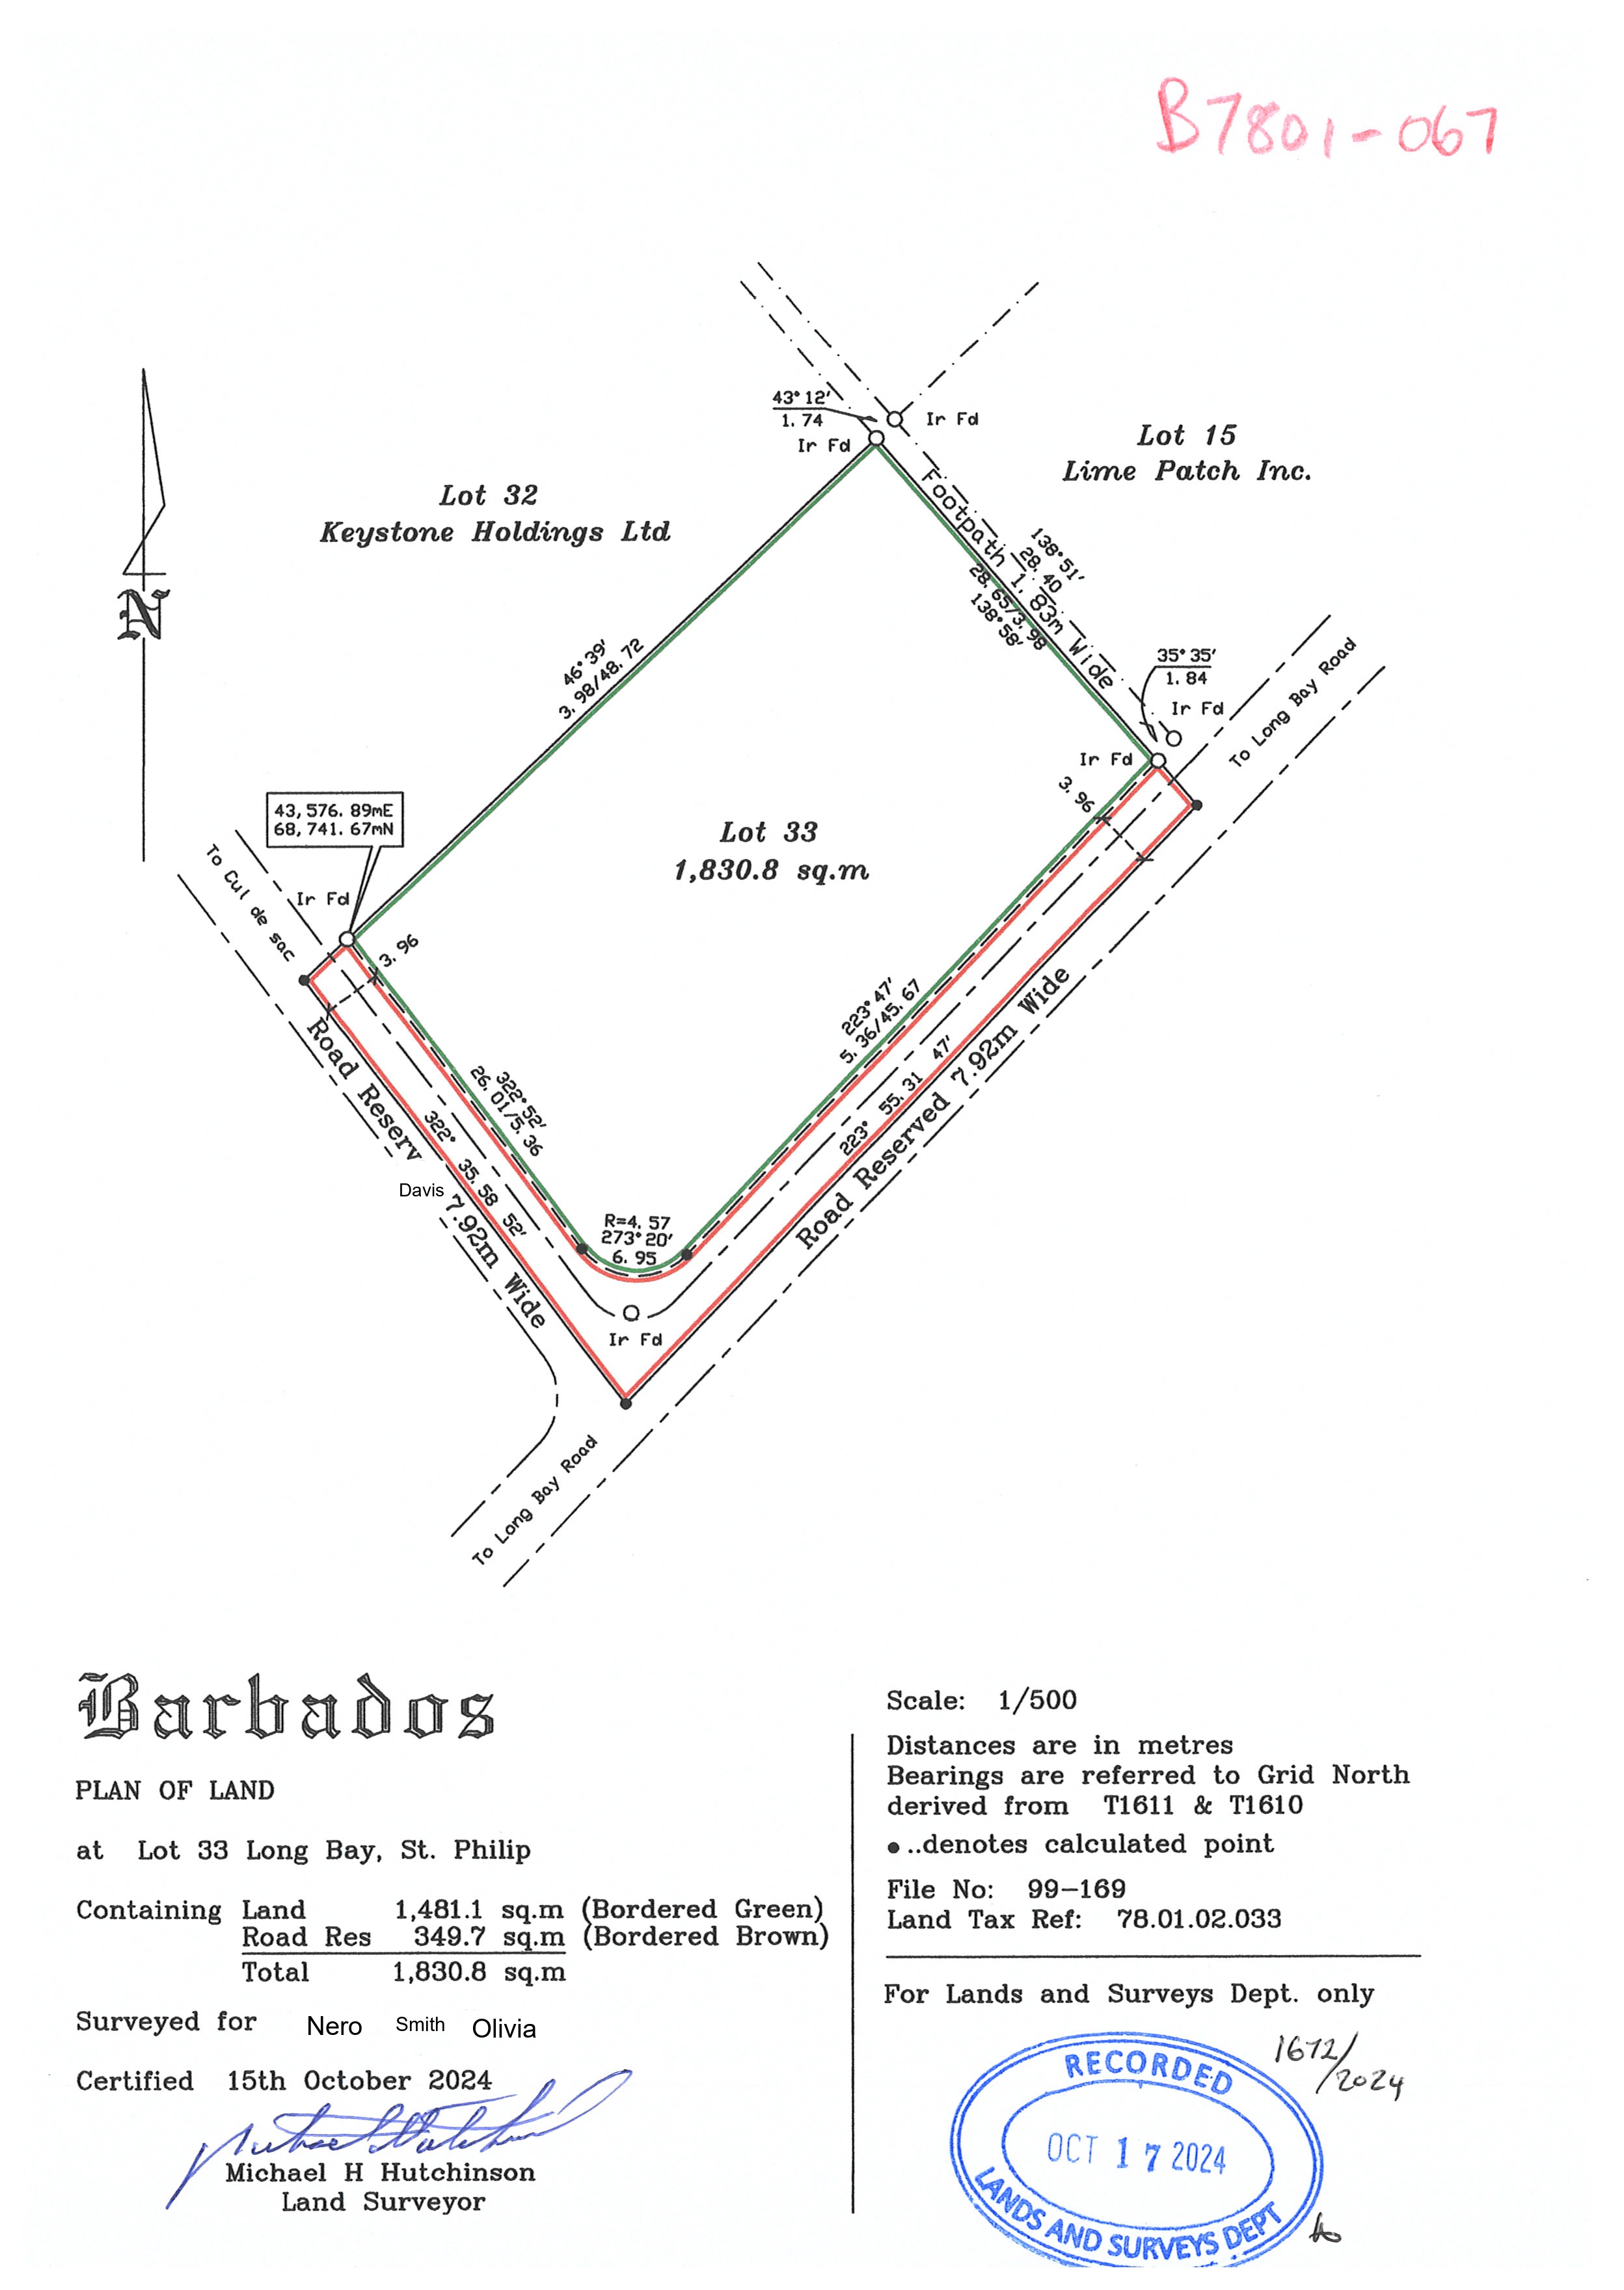 B7801-067
43°12'
1.74
Ir Fd
Ir Fd
Lot 15
Lime Patch Inc.
Lot 32
Keystone Holdings Ltd
N
Footpath 1.83m Wide
138°51'
28.40
28.65/3.98
138°58'
46°39'
3.98/48.72
35°35'
1.84
Ir Fd
To Long Bay Road
Ir Fd
3.96
43,576.89mE
68,741.67mN
Lot 33
1,830.8 sq.m
To Cul de sac
Ir Fd
3.96
223°47'
5.36/45.67
322°52'
26.01/5.36
Road Reserv
Davis
7.92m Wide
322° 35.58 52'
223° 55.31 47'
Road Reserved 7.92m Wide
R=4.57
273°20'
6.95
Ir Fd
To Long Bay Road
Barbados
PLAN OF LAND
at Lot 33 Long Bay, St. Philip
Containing Land 1,481.1 sq.m (Bordered Green)
Road Res 349.7 sq.m (Bordered Brown)
Total 1,830.8 sq.m
Surveyed for Nero Smith Olivia
Certified 15th October 2024
Michael H Hutchinson
Land Surveyor
Scale: 1/500
Distances are in metres
Bearings are referred to Grid North
derived from T1611 & T1610
●..denotes calculated point
File No: 99-169
Land Tax Ref: 78.01.02.033
For Lands and Surveys Dept. only
1672/
/2024
RECORDED
OCT 17 2024
LANDS AND SURVEYS DEPT